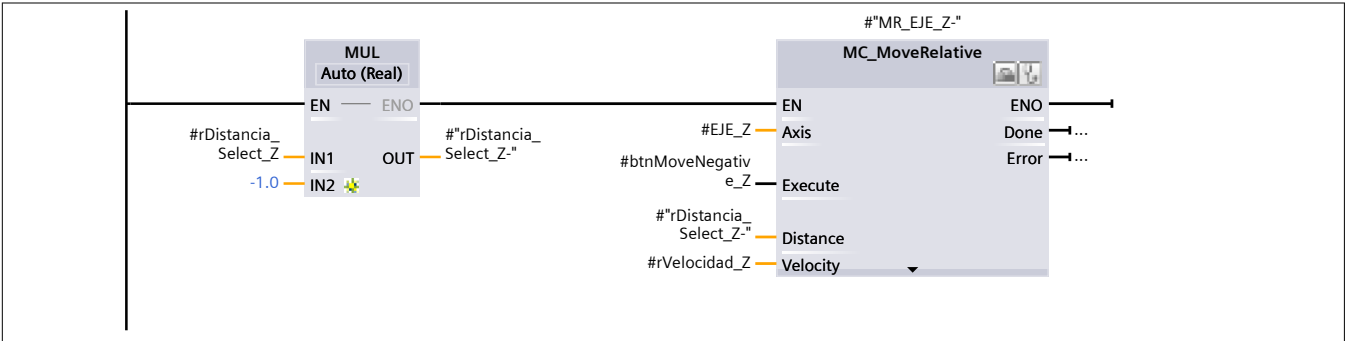 #"MR_EJE_Z-"
MUL
Auto (Real)
MC_MoveRelative
EN
ENO
EN
ENO
#rDistancia_
Select_Z
IN1
OUT
#"rDistancia_
Select_Z-"
#EJE_Z
Axis
Done
...
-1.0
IN2
#btnMoveNegativ
e_Z
Execute
Error
...
#"rDistancia_
Select_Z-"
Distance
#rVelocidad_Z
Velocity